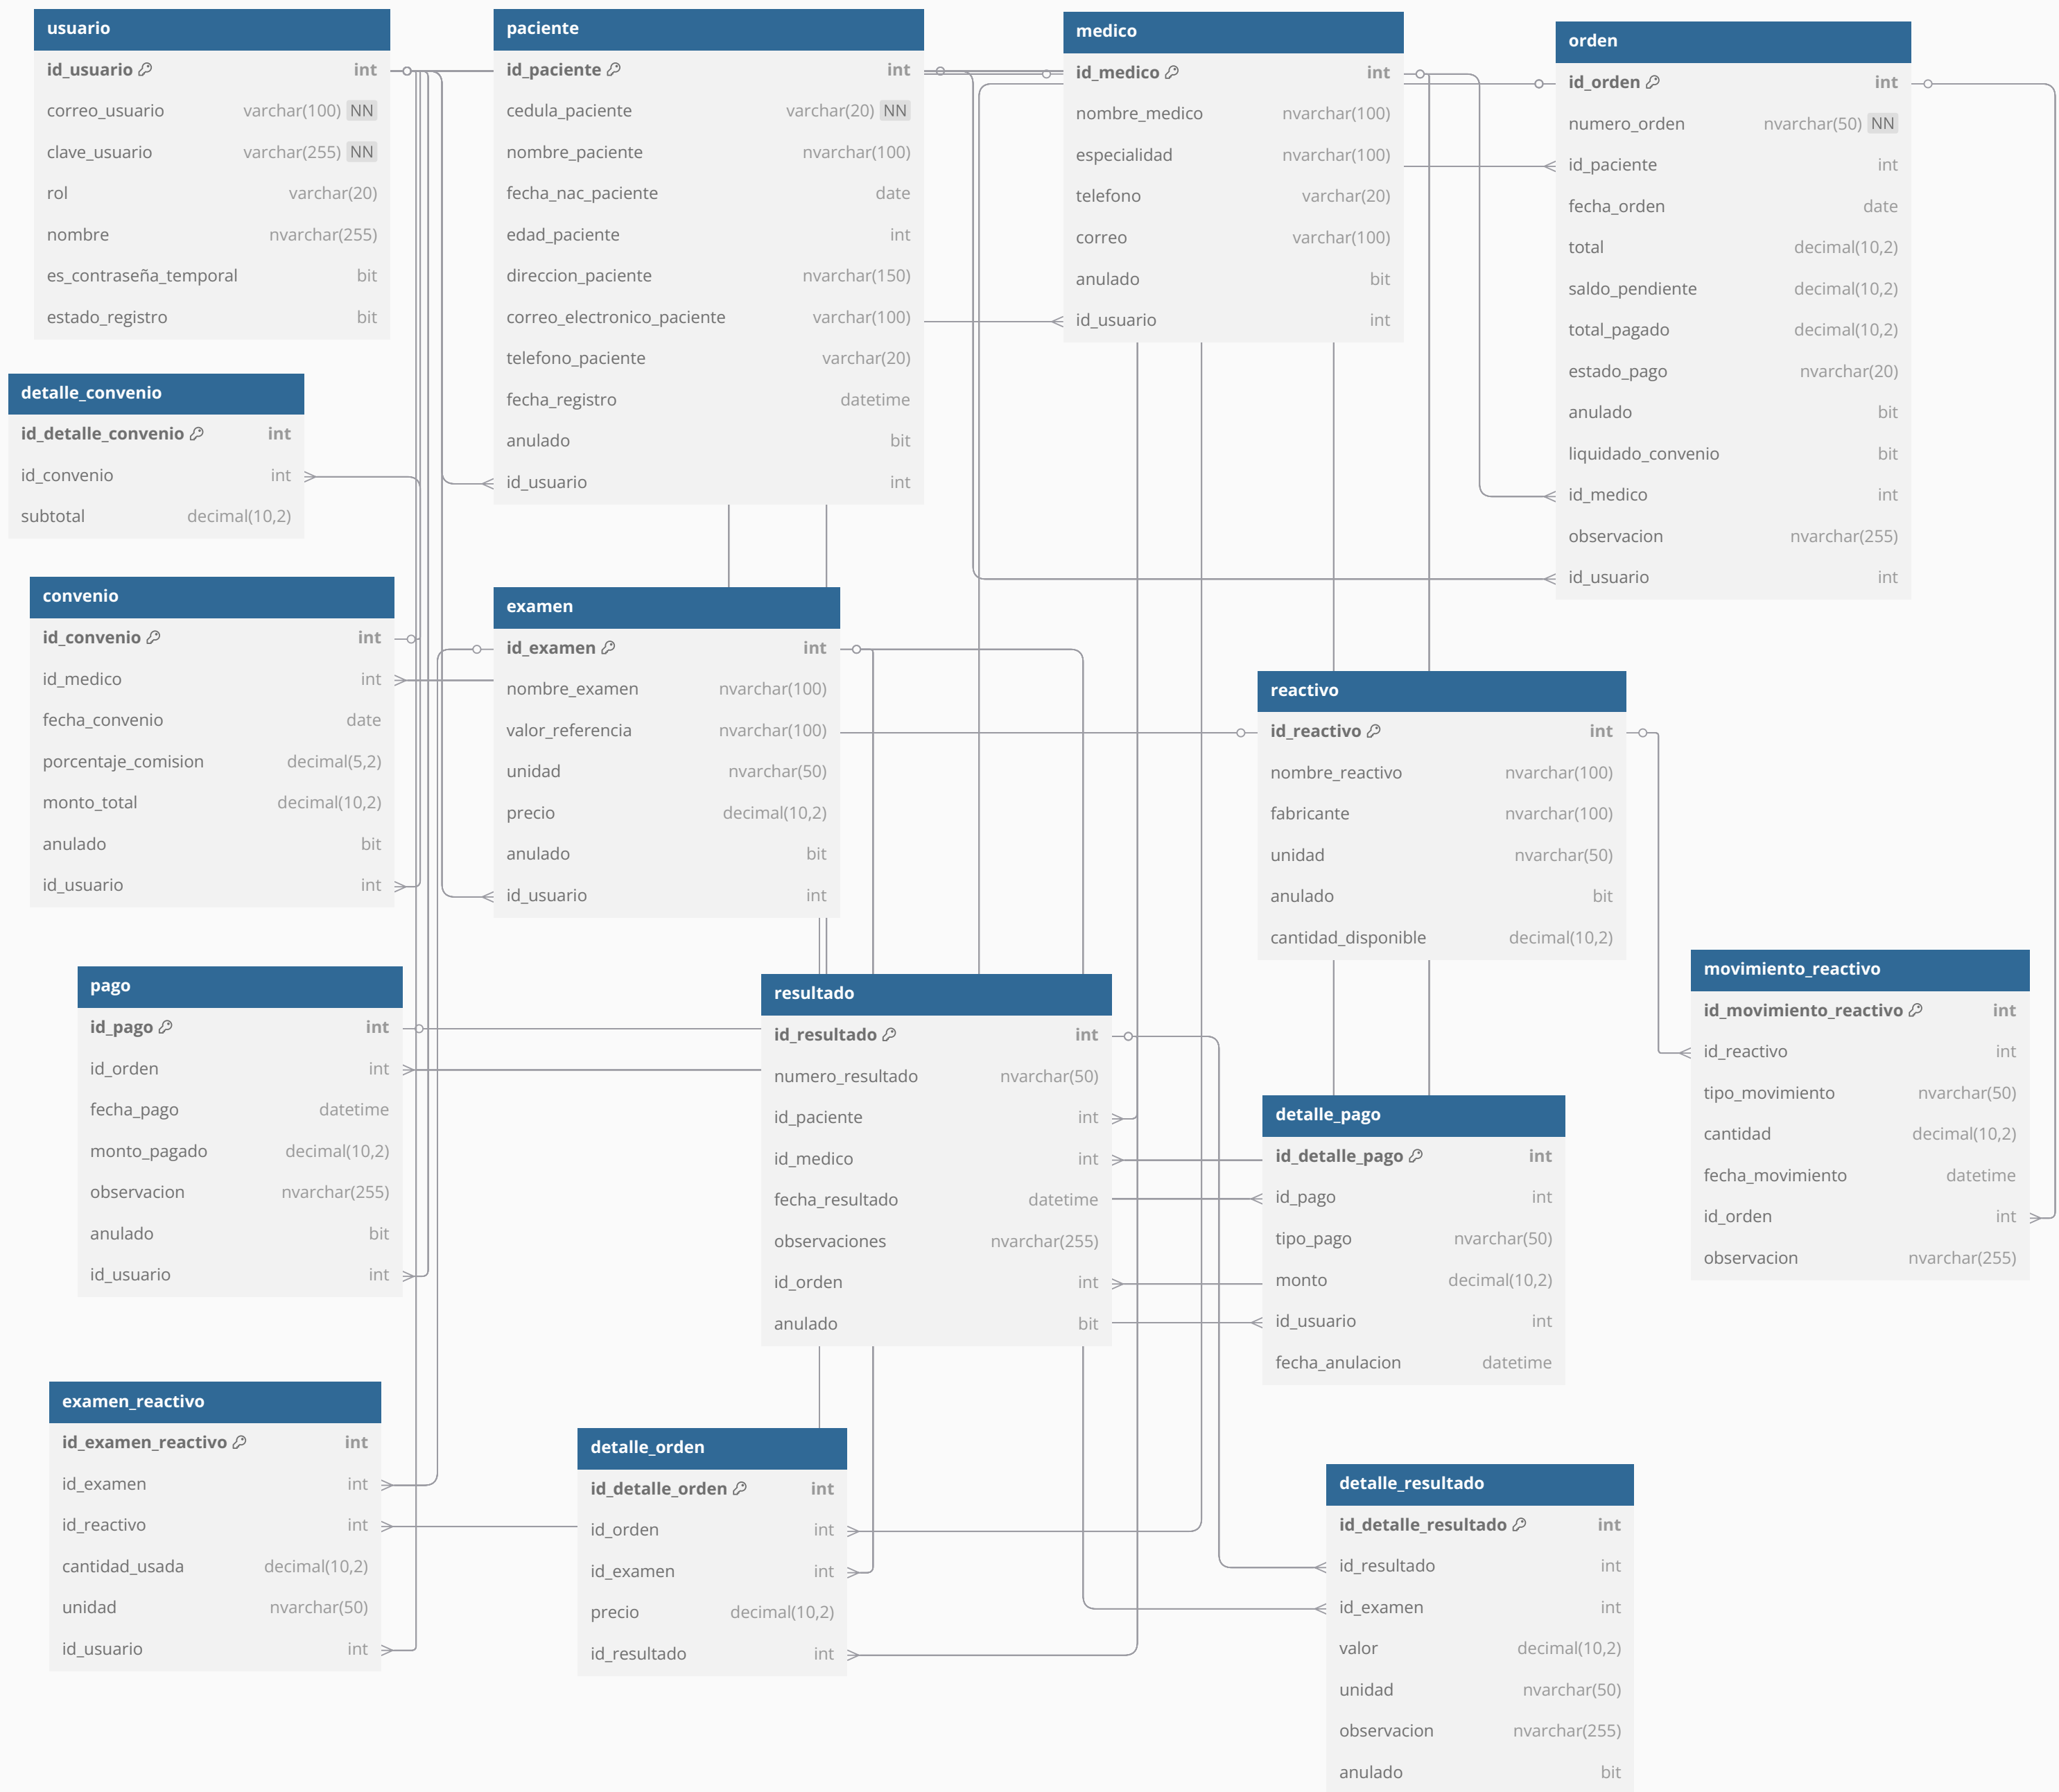 usuario
id_usuario int
correo_usuario varchar(100) NN
clave_usuario varchar(255) NN
rol varchar(20)
nombre nvarchar(255)
es_contraseña_temporal bit
estado_registro bit
paciente
id_paciente int
cedula_paciente varchar(20) NN
nombre_paciente nvarchar(100)
fecha_nac_paciente date
edad_paciente int
direccion_paciente nvarchar(150)
correo_electronico_paciente varchar(100)
telefono_paciente varchar(20)
fecha_registro datetime
anulado bit
id_usuario int
medico
id_medico int
nombre_medico nvarchar(100)
especialidad nvarchar(100)
telefono varchar(20)
correo varchar(100)
anulado bit
id_usuario int
orden
id_orden int
numero_orden nvarchar(50) NN
id_paciente int
fecha_orden date
total decimal(10,2)
saldo_pendiente decimal(10,2)
total_pagado decimal(10,2)
estado_pago nvarchar(20)
anulado bit
liquidado_convenio bit
id_medico int
observacion nvarchar(255)
id_usuario int
detalle_convenio
id_detalle_convenio int
id_convenio int
subtotal decimal(10,2)
convenio
id_convenio int
id_medico int
fecha_convenio date
porcentaje_comision decimal(5,2)
monto_total decimal(10,2)
anulado bit
id_usuario int
examen
id_examen int
nombre_examen nvarchar(100)
valor_referencia nvarchar(100)
unidad nvarchar(50)
precio decimal(10,2)
anulado bit
id_usuario int
reactivo
id_reactivo int
nombre_reactivo nvarchar(100)
fabricante nvarchar(100)
unidad nvarchar(50)
anulado bit
cantidad_disponible decimal(10,2)
movimiento_reactivo
id_movimiento_reactivo int
id_reactivo int
tipo_movimiento nvarchar(50)
cantidad decimal(10,2)
fecha_movimiento datetime
id_orden int
observacion nvarchar(255)
pago
id_pago int
id_orden int
fecha_pago datetime
monto_pagado decimal(10,2)
observacion nvarchar(255)
anulado bit
id_usuario int
resultado
id_resultado int
numero_resultado nvarchar(50)
id_paciente int
id_medico int
fecha_resultado datetime
observaciones nvarchar(255)
id_orden int
anulado bit
detalle_pago
id_detalle_pago int
id_pago int
tipo_pago nvarchar(50)
monto decimal(10,2)
id_usuario int
fecha_anulacion datetime
examen_reactivo
id_examen_reactivo int
id_examen int
id_reactivo int
cantidad_usada decimal(10,2)
unidad nvarchar(50)
id_usuario int
detalle_orden
id_detalle_orden int
id_orden int
id_examen int
precio decimal(10,2)
id_resultado int
detalle_resultado
id_detalle_resultado int
id_resultado int
id_examen int
valor decimal(10,2)
unidad nvarchar(50)
observacion nvarchar(255)
anulado bit